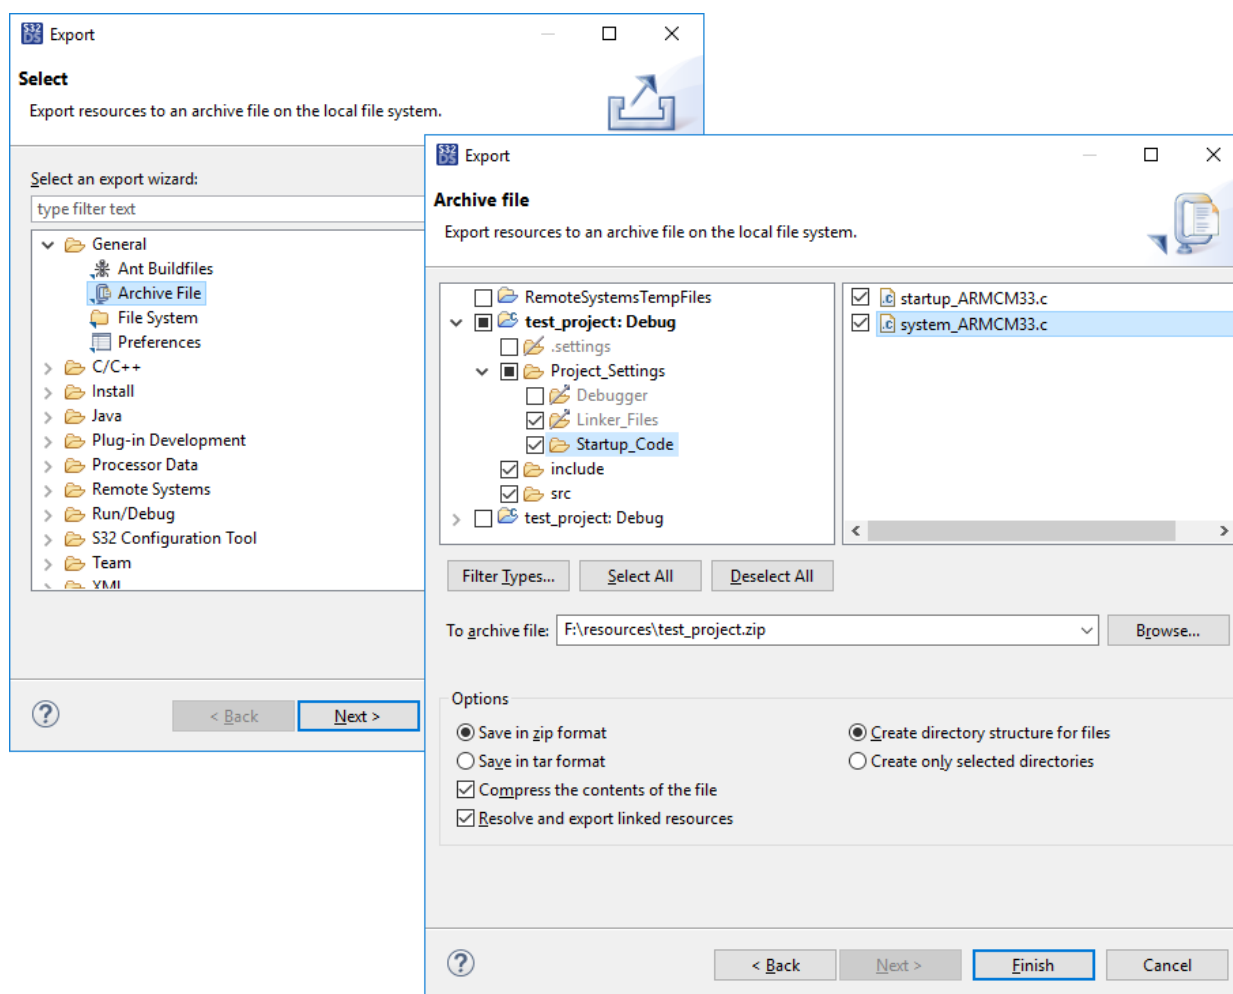 S32
DS
Export
Select
Export resources to an archive file on the local file system.
Select an export wizard:
type filter text
General
Ant Buildfiles
Archive File
File System
Preferences
C/C++
Install
Java
Plug-in Development
Processor Data
Remote Systems
Run/Debug
S32 Configuration Tool
Team
XML
?
< Back
Next >
S32
DS
Export
Archive file
Export resources to an archive file on the local file system.
RemoteSystemsTempFiles
test_project: Debug
.settings
Project_Settings
Debugger
Linker_Files
Startup_Code
include
src
test_project: Debug
.c startup_ARMCM33.c
.c system_ARMCM33.c
Filter Types...
Select All
Deselect All
To archive file:
F:\resources\test_project.zip
Browse...
Options
Save in zip format
Save in tar format
Compress the contents of the file
Resolve and export linked resources
Create directory structure for files
Create only selected directories
?
< Back
Next >
Finish
Cancel